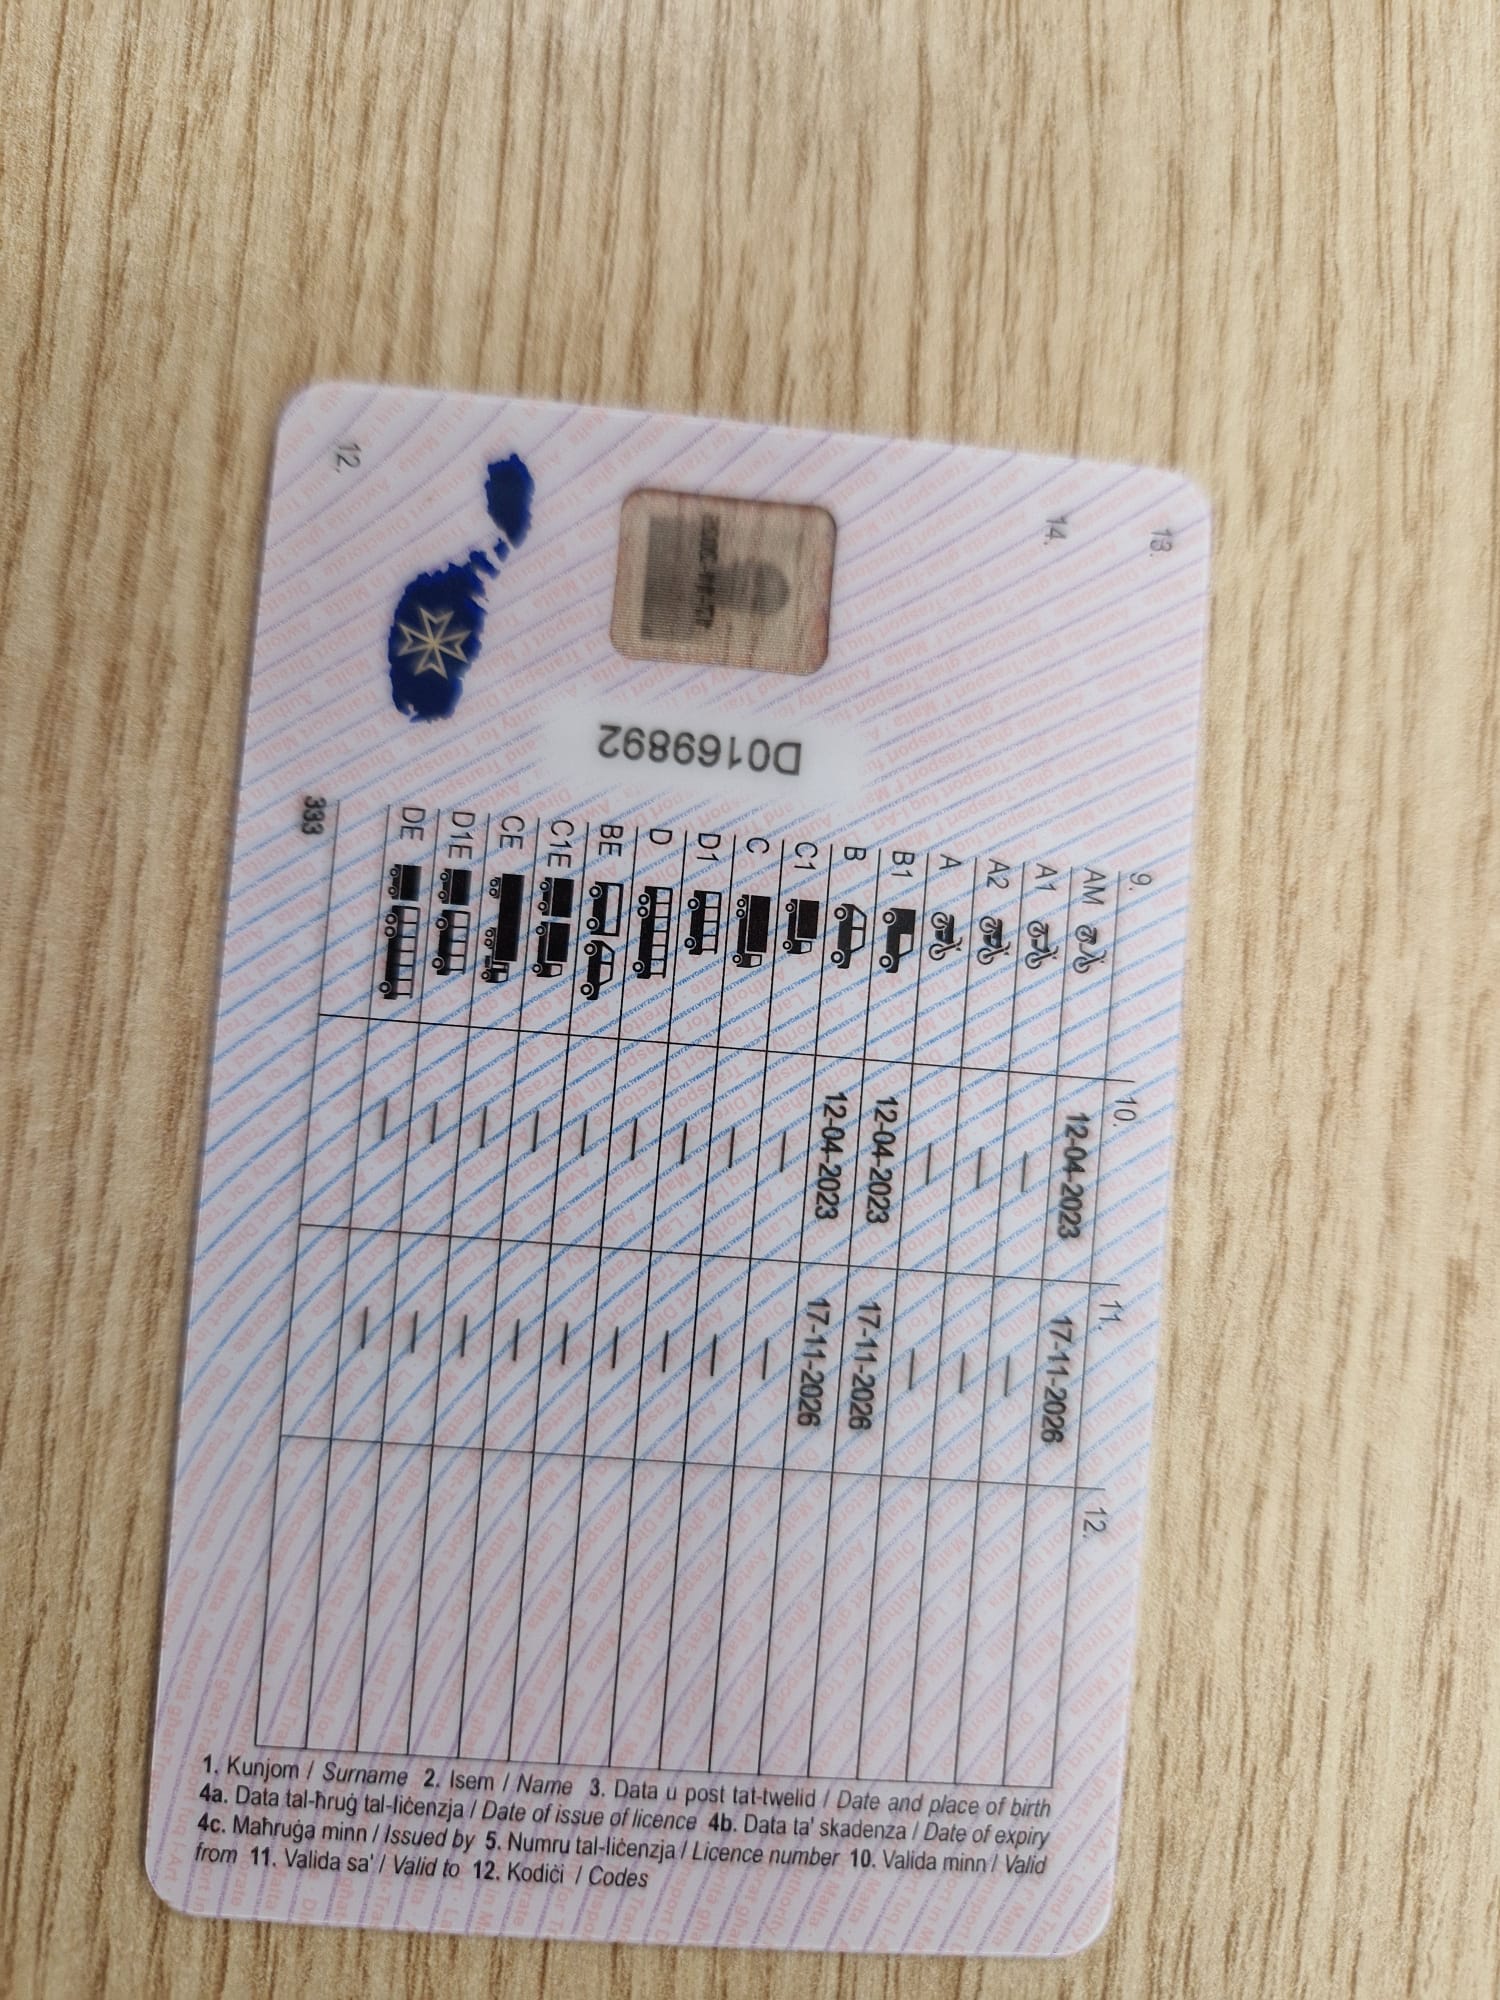 13.
14.
12.
D0169892
9. 10. 11. 12.
AM 12-04-2023 17-11-2026
A1 — —
A2 — —
A — —
B1 12-04-2023 17-11-2026
B 12-04-2023 17-11-2026
C1 — —
C — —
D1 — —
D — —
BE — —
C1E — —
CE — —
D1E — —
DE — —
333
1. Kunjom / Surname 2. Isem / Name 3. Data u post tat-twelid / Date and place of birth
4a. Data tal-ħruġ tal-liċenzja / Date of issue of licence 4b. Data ta' skadenza / Date of expiry
4c. Maħruġa minn / Issued by 5. Numru tal-liċenzja / Licence number 10. Valida minn / Valid
from 11. Valida sa' / Valid to 12. Kodiċi / Codes